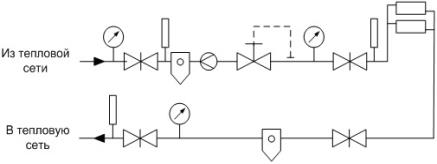 Из тепловой
сети
В тепловую
сеть